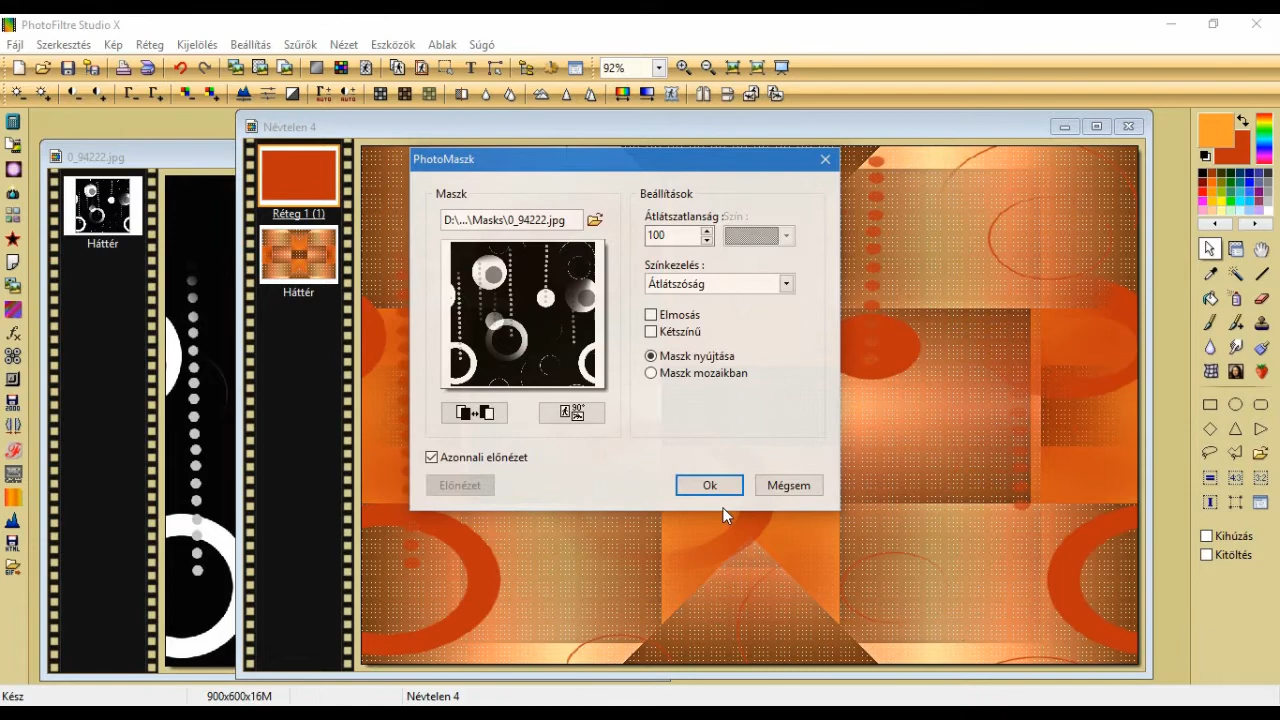 PhotoFiltre Studio X
Fájl Szerkesztés Kép Réteg Kijelölés Beállítás Szűrők Nézet Eszközök Ablak Súgó
92%
Névtelen 4
0_94222.jpg
Háttér
Réteg 1 (1)
Háttér
PhotoMaszk
Maszk
D:\...\Masks\0_94222.jpg
Beállítások
Átlátszatlanság :
Szín :
100
Színkezelés :
Átlátszóság
Elmosás
Kétszínű
Maszk nyújtása
Maszk mozaikban
Azonnali előnézet
Előnézet
Ok
Mégsem
Kihúzás
Kitöltés
Kész
900x600x16M
Névtelen 4